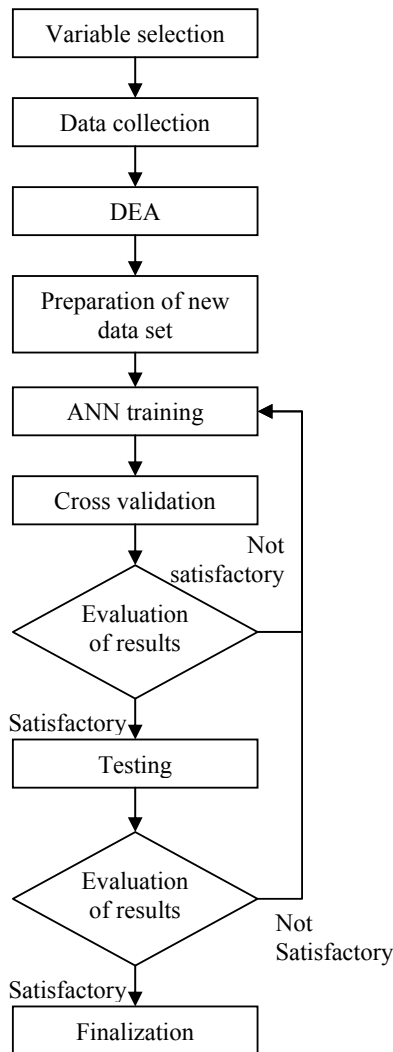 Variable selection
Data collection
DEA
Preparation of new
data set
ANN training
Cross validation
Not
satisfactory
Evaluation
of results
Satisfactory
Testing
Evaluation
of results
Not
Satisfactory
Satisfactory
Finalization